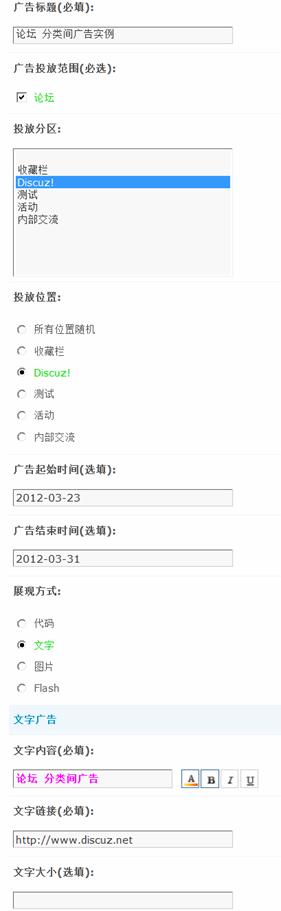 广告标题(必填):
论坛 分类间广告实例
广告投放范围(必选):
论坛
投放分区:
收藏栏
Discuz!
测试
活动
内部交流
投放位置:
所有位置随机
收藏栏
Discuz!
测试
活动
内部交流
广告起始时间(选填):
2012-03-23
广告结束时间(选填):
2012-03-31
展现方式:
代码
文字
图片
Flash
文字广告
文字内容(必填):
论坛 分类间广告 A B I U
文字链接(必填):
http://www.discuz.net
文字大小(选填):